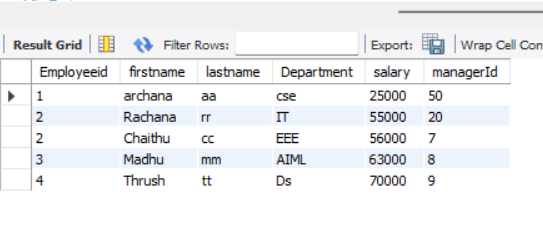 Result Grid Filter Rows: Export: Wrap Cell Con
Employeeid firstname lastname Department salary managerId
1 archana aa cse 25000 50
2 Rachana rr IT 55000 20
2 Chaithu cc EEE 56000 7
3 Madhu mm AIML 63000 8
4 Thrush tt Ds 70000 9